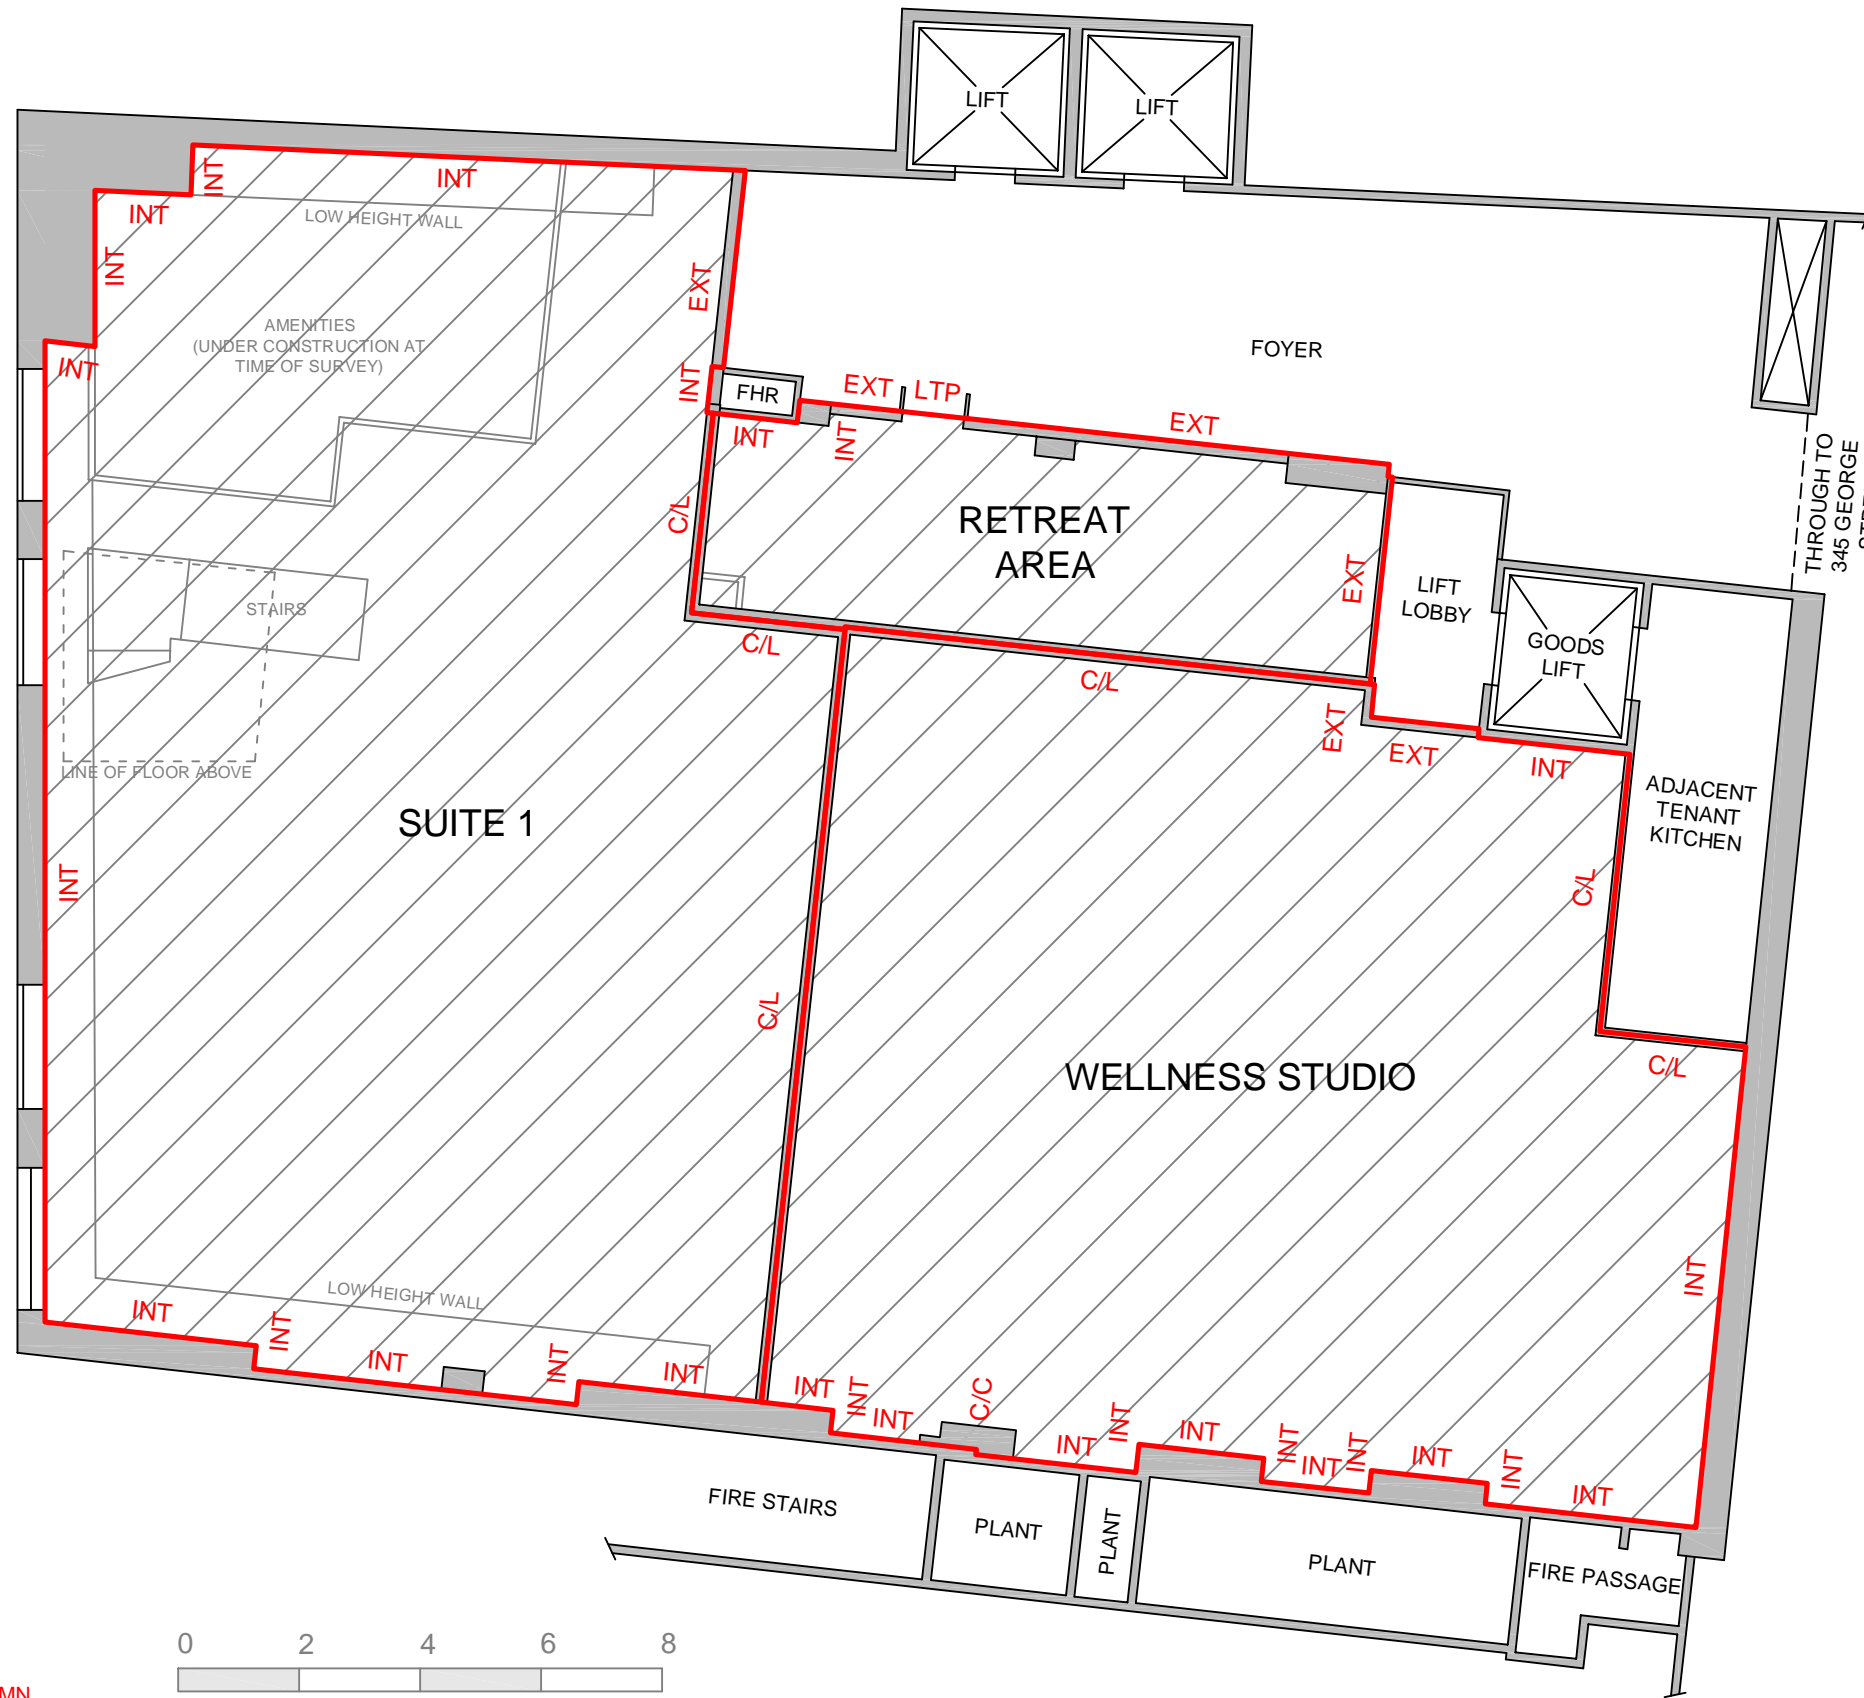 LIFT
LIFT
INT
INT
INT
LOW HEIGHT WALL
INT
EXT
AMENITIES
(UNDER CONSTRUCTION AT
TIME OF SURVEY)
INT
FOYER
INT
FHR
EXT
LTP
EXT
INT
INT
THROUGH TO
345 GEORGE
C/L
RETREAT
AREA
EXT
LIFT
LOBBY
STAIRS
GOODS
LIFT
C/L
C/L
EXT
EXT
INT
LINE OF FLOOR ABOVE
ADJACENT
TENANT
KITCHEN
SUITE 1
INT
C/L
C/L
C/L
WELLNESS STUDIO
INT
LOW HEIGHT WALL
INT
INT
INT
INT
INT
INT
INT
INT
C/C
INT
INT
INT
INT
INT
INT
INT
INT
INT
FIRE STAIRS
PLANT
PLANT
PLANT
FIRE PASSAGE
0 2 4 6 8